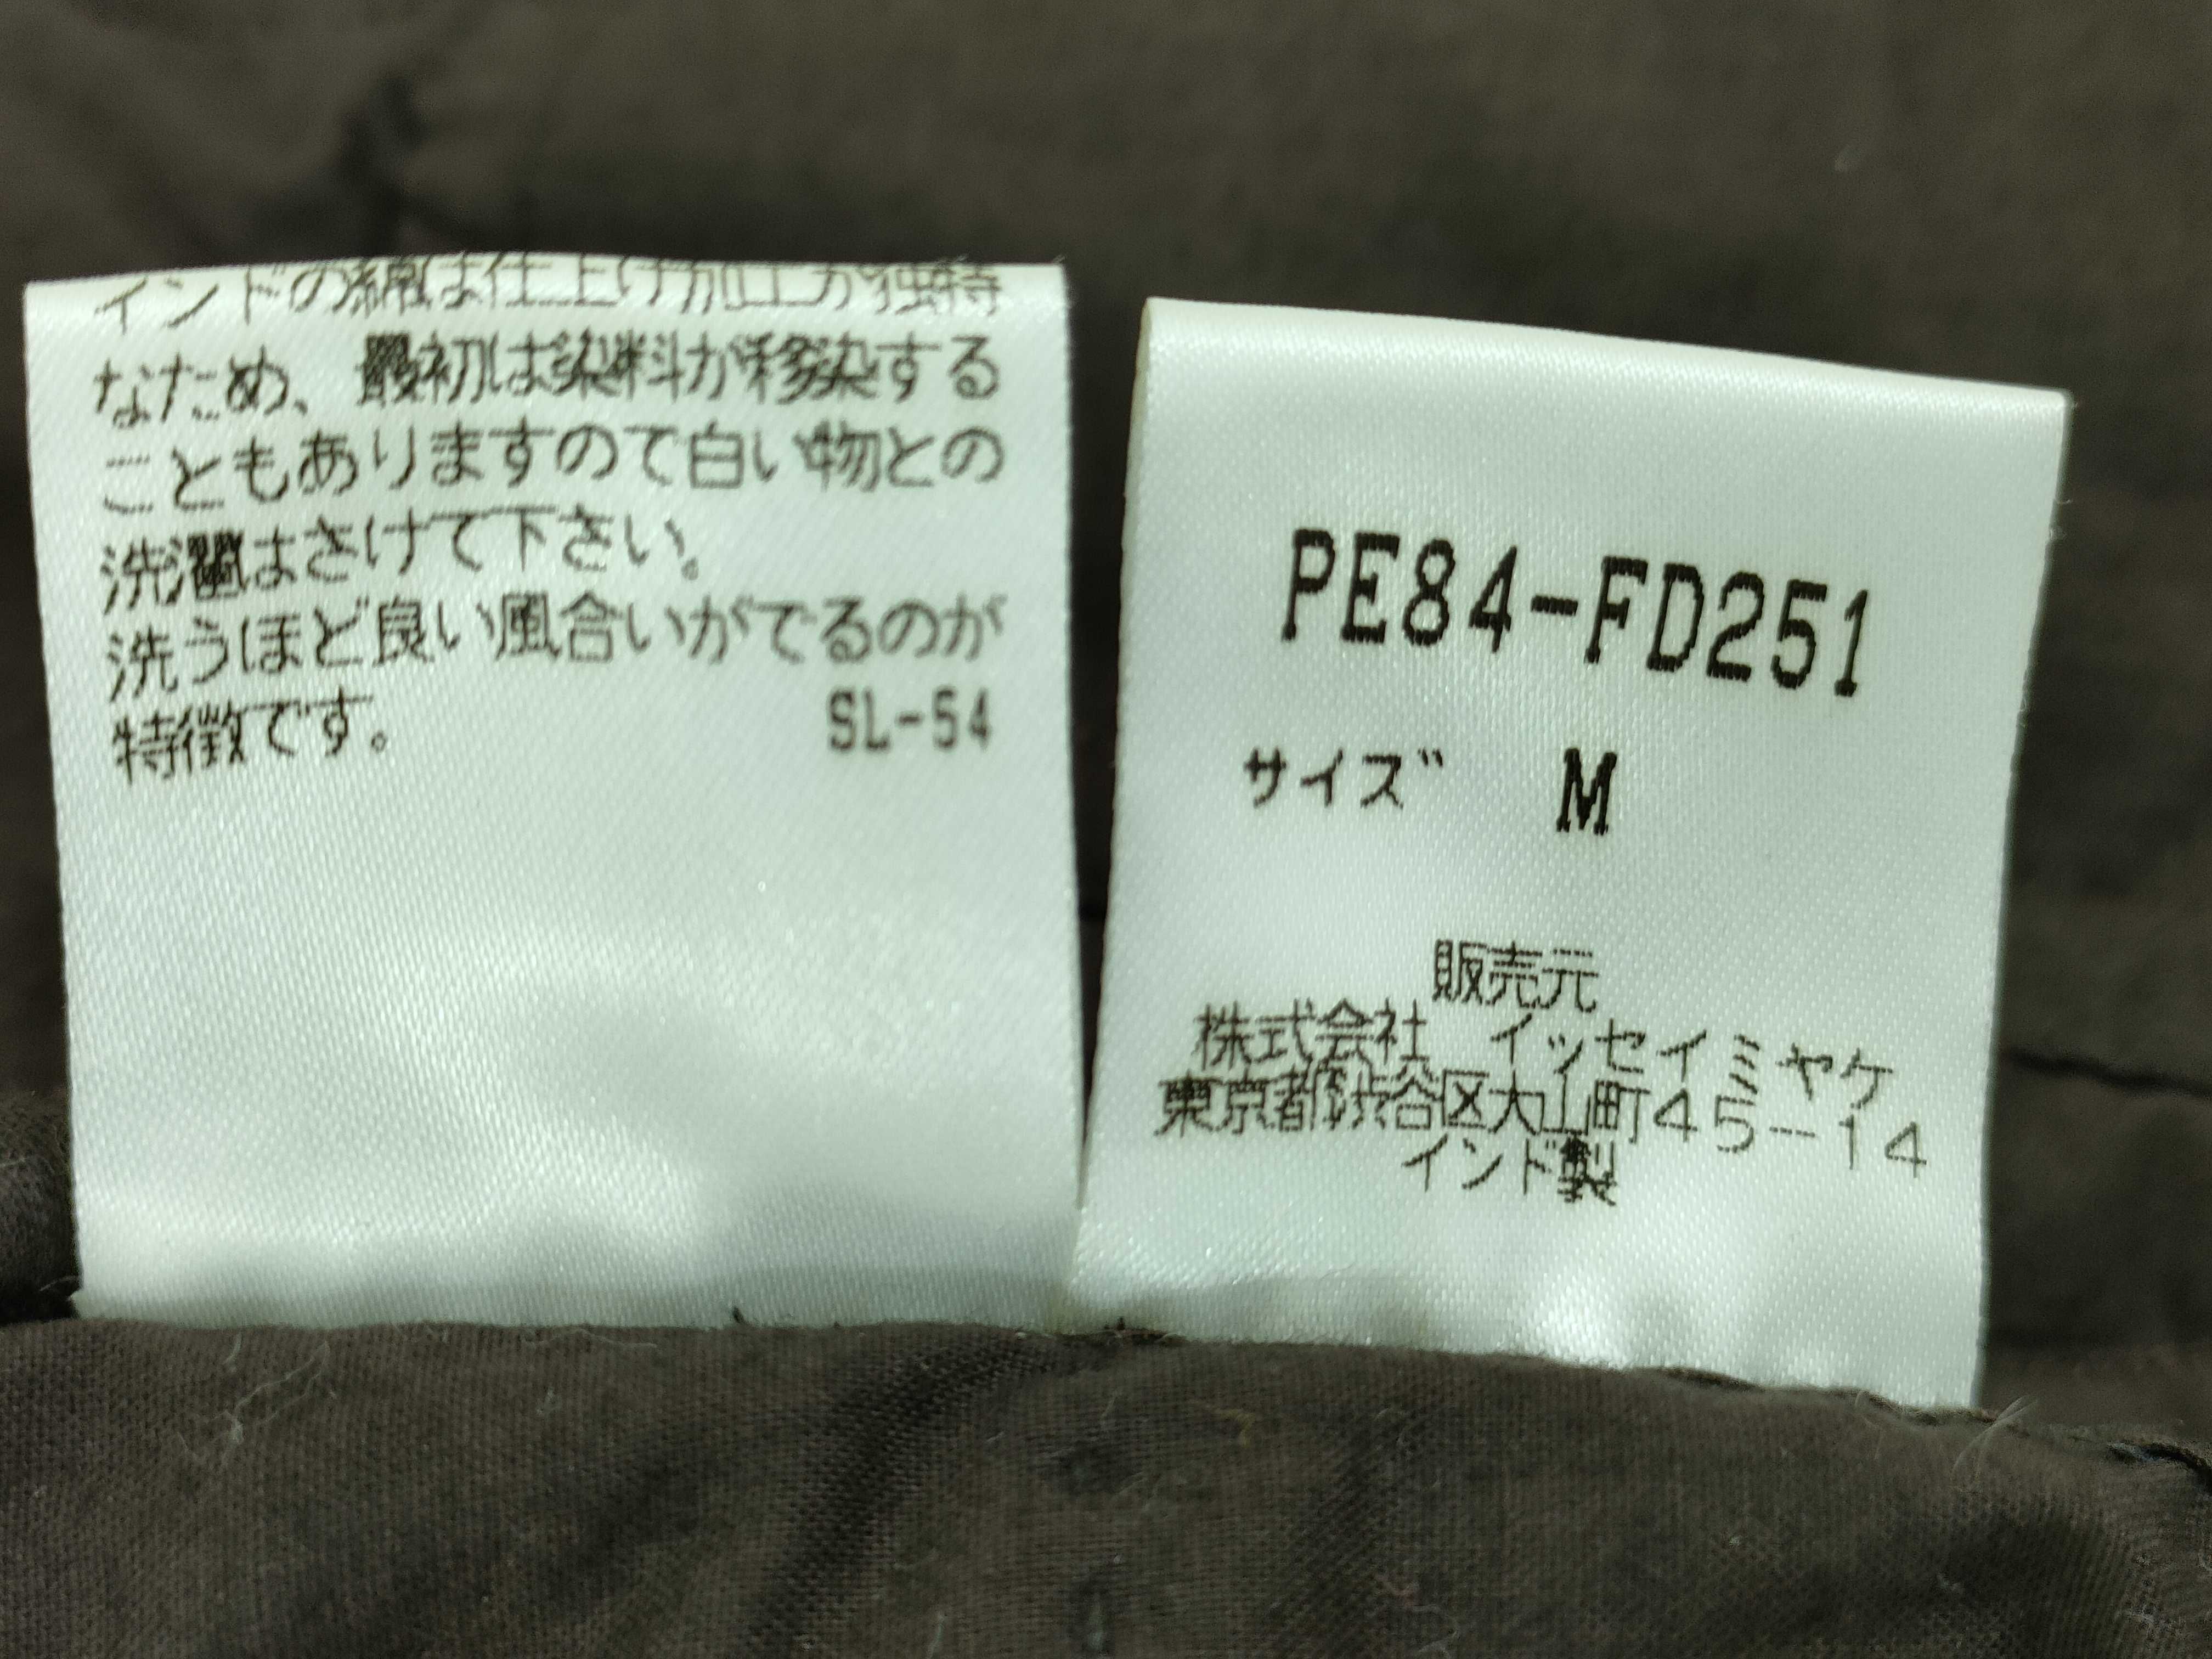 インドの綿は仕上げ加工が独特
なため、最初は染料が移染する
こともありますので白い物との
洗濯はさけて下さい。
洗うほど良い風合いがでるのが
特徴です。 SL-54
PE84-FD251
サイズ M
販売元
株式会社 イッセイミヤケ
東京都渋谷区大山町45-14
インド製